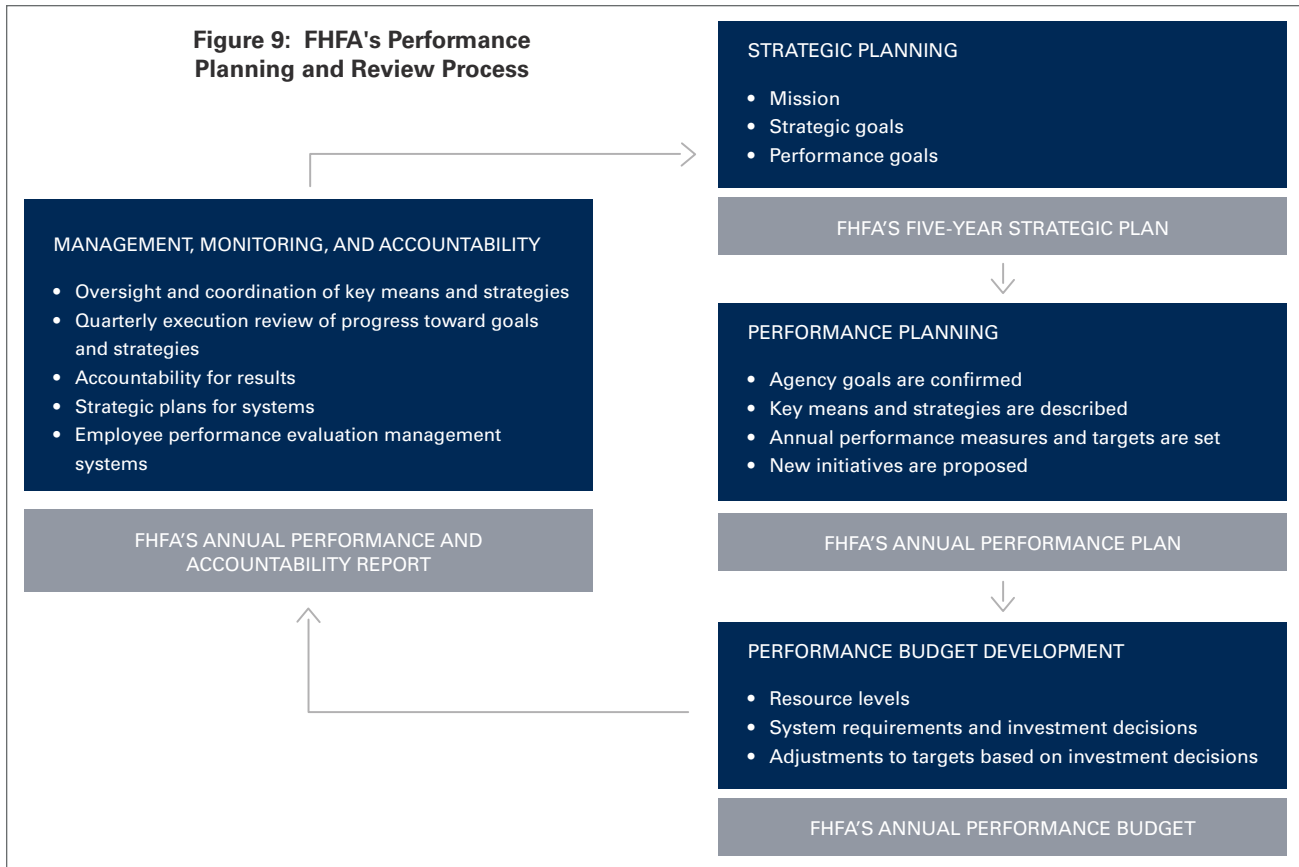 Figure 9:  FHFA's Performance
Planning and Review Process
STRATEGIC PLANNING
• Mission
• Strategic goals
• Performance goals
FHFA'S FIVE-YEAR STRATEGIC PLAN
PERFORMANCE PLANNING
• Agency goals are confirmed
• Key means and strategies are described
• Annual performance measures and targets are set
• New initiatives are proposed
FHFA'S ANNUAL PERFORMANCE PLAN
PERFORMANCE BUDGET DEVELOPMENT
• Resource levels
• System requirements and investment decisions
• Adjustments to targets based on investment decisions
FHFA'S ANNUAL PERFORMANCE BUDGET
MANAGEMENT, MONITORING, AND ACCOUNTABILITY
• Oversight and coordination of key means and strategies
• Quarterly execution review of progress toward goals
and strategies
• Accountability for results
• Strategic plans for systems
• Employee performance evaluation management
systems
FHFA'S ANNUAL PERFORMANCE AND
ACCOUNTABILITY REPORT